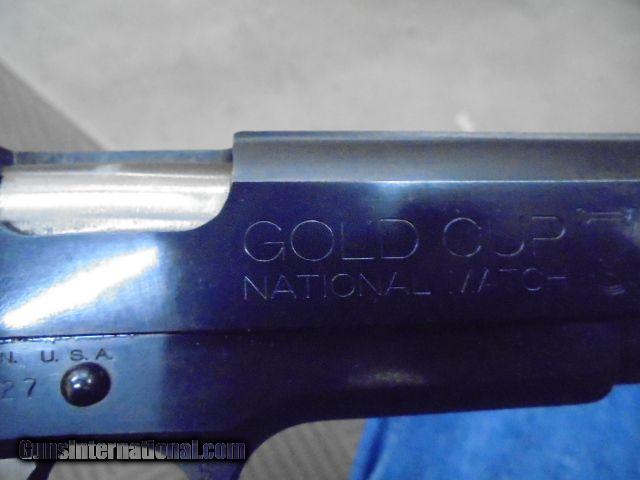 GOLD CUP
NATIONAL MATCH
N. U.S.A.
27
GunsInternational.com